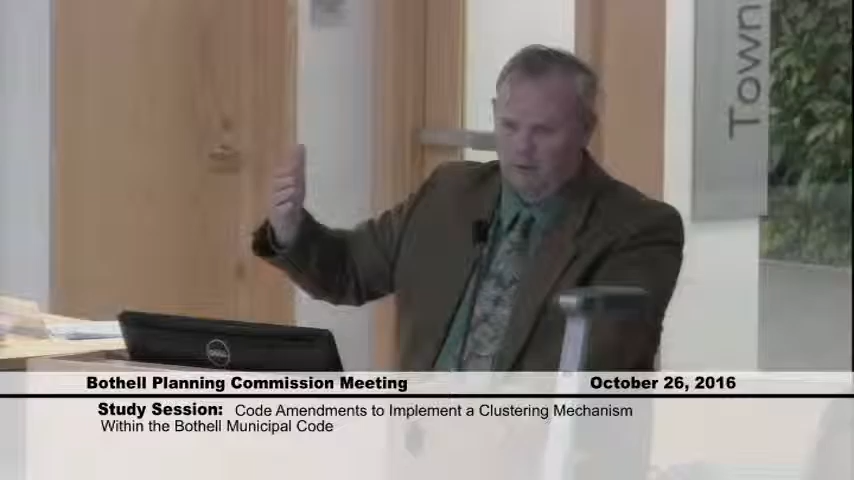 Town
DELL
Bothell Planning Commission Meeting October 26, 2016
Study Session: Code Amendments to Implement a Clustering Mechanism
Within the Bothell Municipal Code